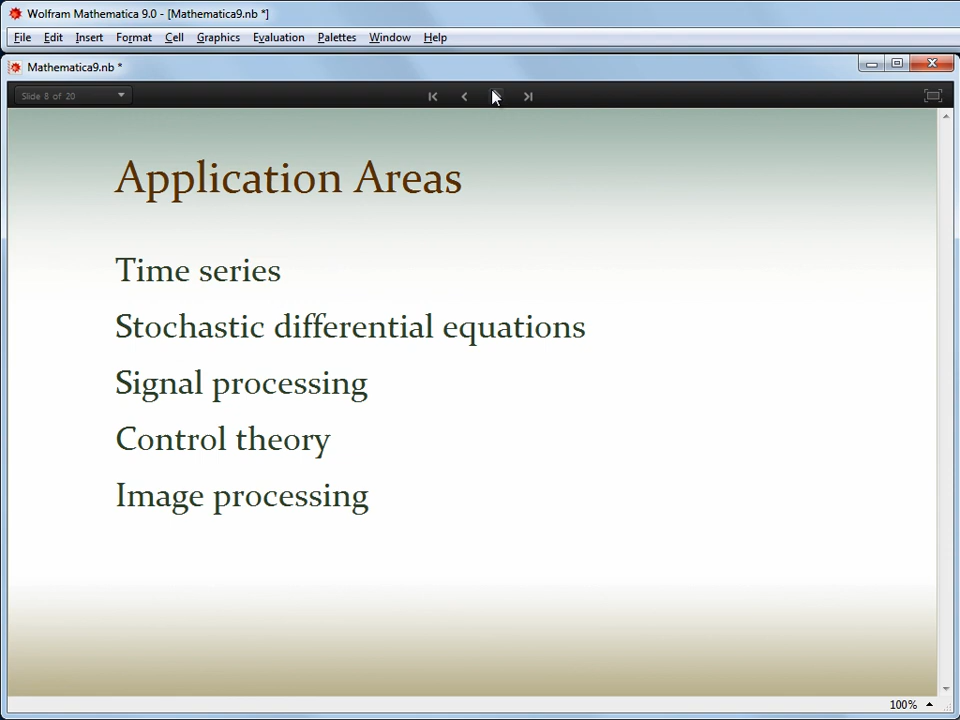 Wolfram Mathematica 9.0 - [Mathematica9.nb *]
File Edit Insert Format Cell Graphics Evaluation Palettes Window Help
Mathematica9.nb *
Slide 8 of 20
Application Areas
Time series
Stochastic differential equations
Signal processing
Control theory
Image processing
100%